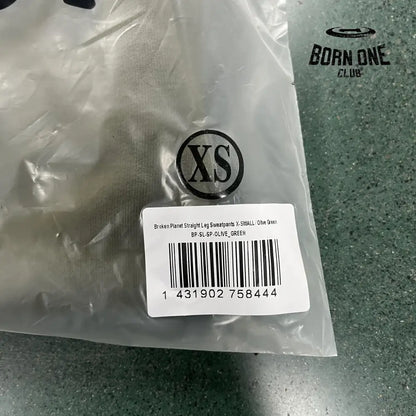 BORN ONE
CLUB
XS
Broken Planet Straight Leg Sweatpants X-SMALL - Olive Green
BP-SL-SP-OLIVE_GREEN
1 431902 758444